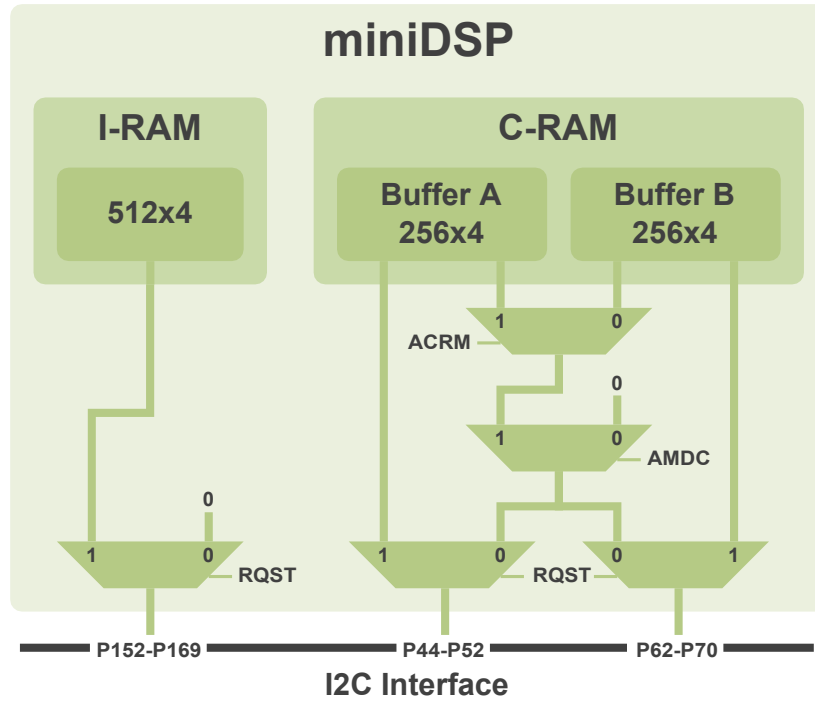 miniDSP
I-RAM
C-RAM
512x4
Buffer A
256x4
Buffer B
256x4
1
0
ACRM
0
1
0
AMDC
0
1
0
RQST
1
0
RQST
0
1
P152-P169
P44-P52
P62-P70
I2C Interface